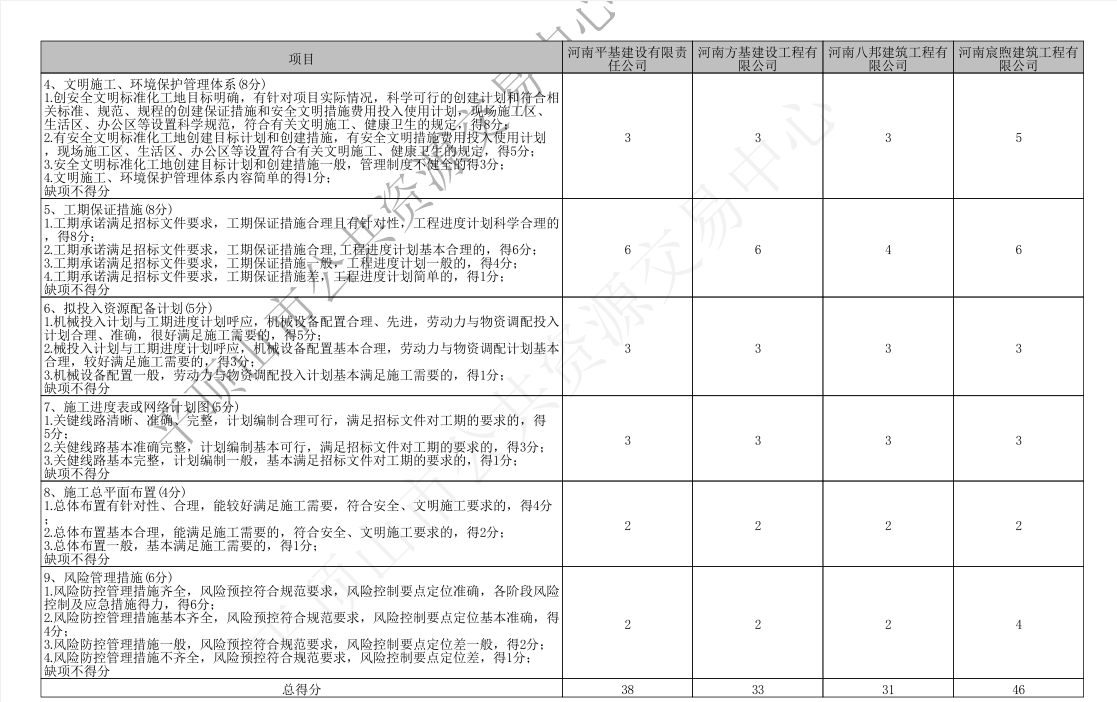 项目
河南平基建设有限责
任公司
河南方基建设工程有
限公司
河南八邦建筑工程有
限公司
河南宸煦建筑工程有
限公司
4、文明施工、环境保护管理体系(8分)
1.创安全文明标准化工地目标明确，有针对项目实际情况，科学可行的创建计划和符合相
关标准、规范、规程的创建保证措施和安全文明措施费用投入使用计划，现场施工区、
生活区、办公区等设置科学规范，符合有关文明施工、健康卫生的规定，得8分；
2.有安全文明标准化工地创建目标计划和创建措施，有安全文明措施费用投入使用计划
，现场施工区、生活区、办公区等设置符合有关文明施工、健康卫生的规定，得5分；
3.安全文明标准化工地创建目标计划和创建措施一般，管理制度不健全的得3分；
4.文明施工、环境保护管理体系内容简单的得1分；
缺项不得分
3
3
3
5
5、工期保证措施(8分)
1.工期承诺满足招标文件要求，工期保证措施合理且有针对性，工程进度计划科学合理的
，得8分；
2.工期承诺满足招标文件要求，工期保证措施合理,工程进度计划基本合理的，得6分；
3.工期承诺满足招标文件要求，工期保证措施一般，工程进度计划一般的，得4分；
4.工期承诺满足招标文件要求，工期保证措施差，工程进度计划简单的，得1分；
缺项不得分
6
6
4
6
6、拟投入资源配备计划(5分)
1.机械投入计划与工期进度计划呼应，机械设备配置合理、先进，劳动力与物资调配投入
计划合理、准确，很好满足施工需要的，得5分；
2.械投入计划与工期进度计划呼应，机械设备配置基本合理，劳动力与物资调配计划基本
合理，较好满足施工需要的，得3分；
3.机械设备配置一般，劳动力与物资调配投入计划基本满足施工需要的，得1分；
缺项不得分
3
3
3
3
7、施工进度表或网络计划图(5分)
1.关键线路清晰、准确、完整，计划编制合理可行，满足招标文件对工期的要求的，得
5分；
2.关健线路基本准确完整，计划编制基本可行，满足招标文件对工期的要求的，得3分；
3.关健线路基本完整，计划编制一般，基本满足招标文件对工期的要求的，得1分；
缺项不得分
3
3
3
3
8、施工总平面布置(4分)
1.总体布置有针对性、合理，能较好满足施工需要，符合安全、文明施工要求的，得4分
；
2.总体布置基本合理，能满足施工需要的，符合安全、文明施工要求的，得2分；
3.总体布置一般，基本满足施工需要的，得1分；
缺项不得分
2
2
2
2
9、风险管理措施(6分)
1.风险防控管理措施齐全，风险预控符合规范要求，风险控制要点定位准确，各阶段风险
控制及应急措施得力，得6分；
2.风险防控管理措施基本齐全，风险预控符合规范要求，风险控制要点定位基本准确，得
4分；
3.风险防控管理措施一般，风险预控符合规范要求，风险控制要点定位差一般，得2分；
4.风险防控管理措施不齐全，风险预控符合规范要求，风险控制要点定位差，得1分；
缺项不得分
2
2
2
4
总得分
38
33
31
46
平顶山市公共资源交易中心
平顶山市公共资源交易中心